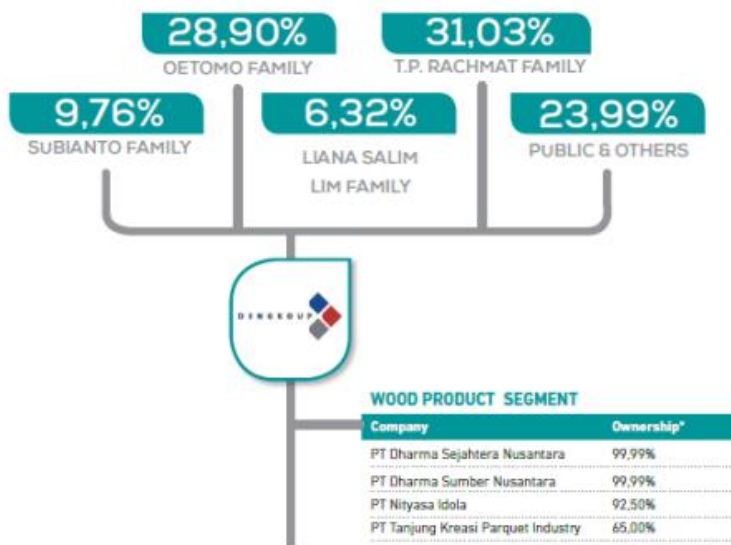 28,90%
OETOMO FAMILY
31,03%
T.P. RACHMAT FAMILY
9,76%
SUBIANTO FAMILY
6,32%
LIANA SALIM
LIM FAMILY
23,99%
PUBLIC & OTHERS
DSNGROUP
WOOD PRODUCT SEGMENT
Company Ownership*
PT Dharma Sejahtera Nusantara 99,99%
PT Dharma Sumber Nusantara 99,99%
PT Nityasa Idola 92,50%
PT Tanjung Kreasi Parquet Industry 65,00%